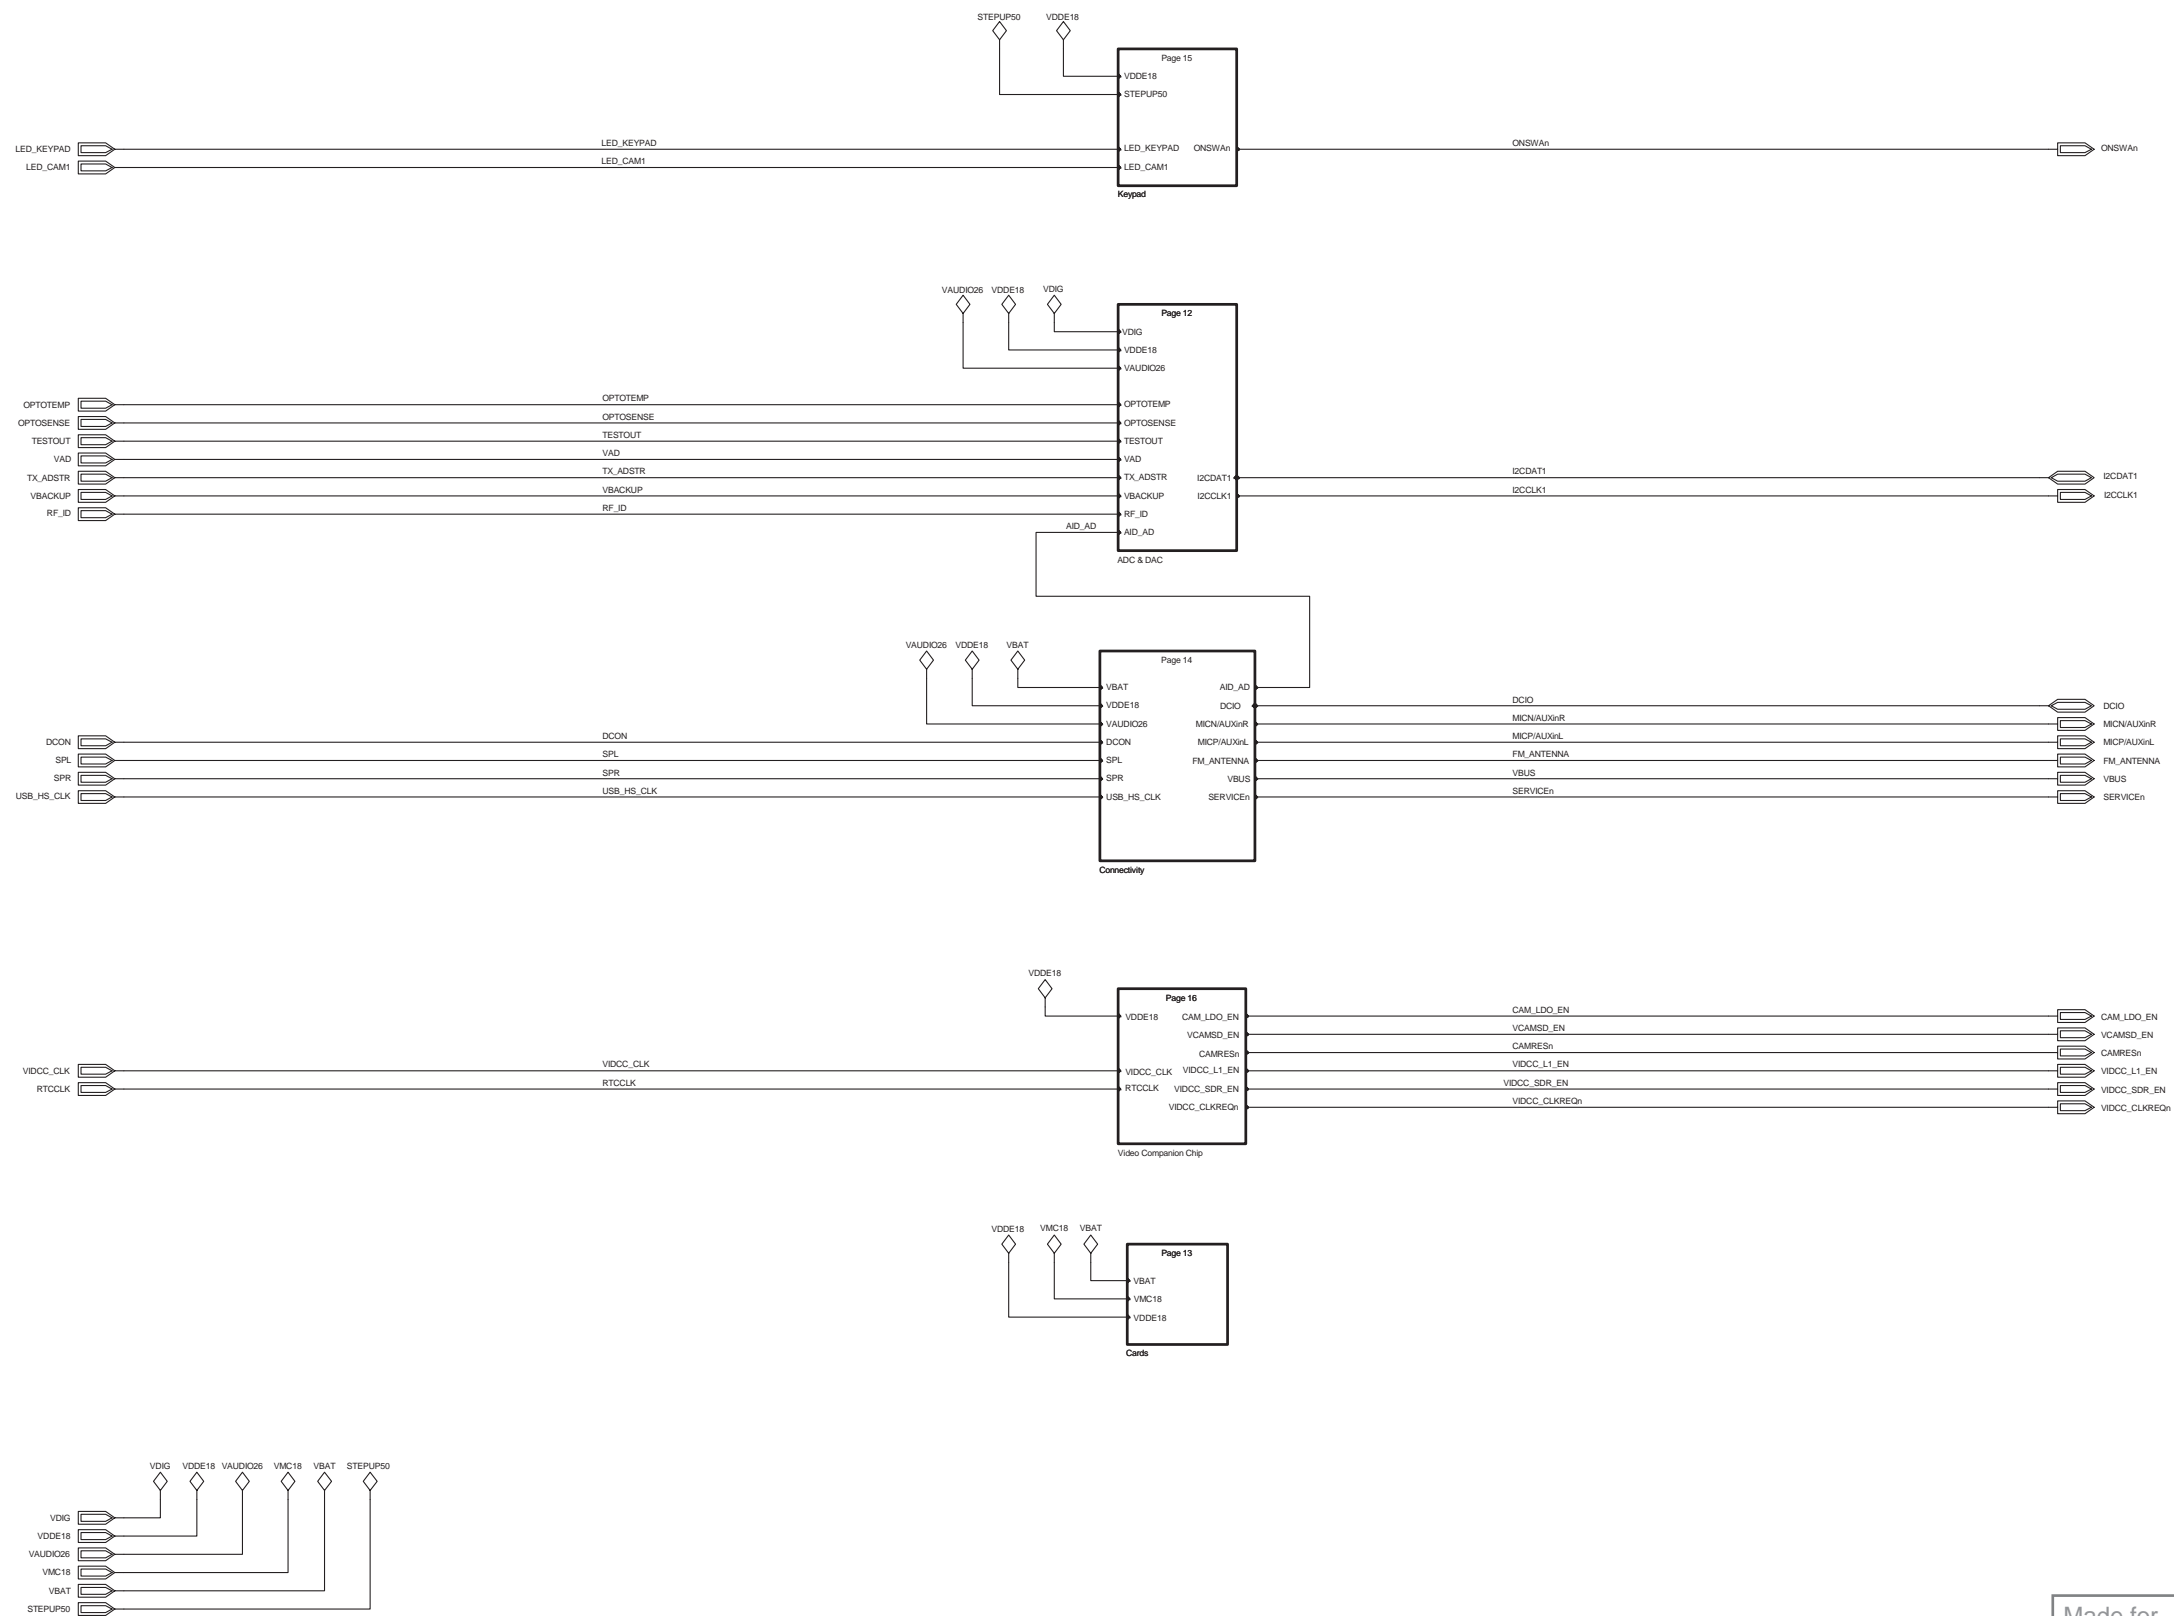 STEPUP50 VDDE18
Page 15
VDDE18
STEPUP50
LED_KEYPAD LED_KEYPAD LED_KEYPAD ONSWAn ONSWAn ONSWAn
LED_CAM1 LED_CAM1 LED_CAM1
Keypad
VAUDIO26 VDDE18 VDIG
Page 12
VDIG
VDDE18
VAUDIO26
OPTOTEMP OPTOTEMP OPTOTEMP
OPTOSENSE OPTOSENSE OPTOSENSE
TESTOUT TESTOUT TESTOUT
VAD VAD VAD
TX_ADSTR TX_ADSTR TX_ADSTR I2CDAT1 I2CDAT1 I2CDAT1
VBACKUP VBACKUP VBACKUP I2CCLK1 I2CCLK1 I2CCLK1
RF_ID RF_ID RF_ID
AID_AD AID_AD
ADC & DAC
VAUDIO26 VDDE18 VBAT
Page 14
VBAT AID_AD
VDDE18 DCIO DCIO DCIO
VAUDIO26 MICN/AUXinR MICN/AUXinR MICN/AUXinR
DCON DCON DCON MICP/AUXinL MICP/AUXinL MICP/AUXinL
SPL SPL SPL FM_ANTENNA FM_ANTENNA FM_ANTENNA
SPR SPR SPR VBUS VBUS VBUS
USB_HS_CLK USB_HS_CLK USB_HS_CLK SERVICEn SERVICEn SERVICEn
Connectivity
VDDE18
Page 16
VDDE18 CAM_LDO_EN CAM_LDO_EN CAM_LDO_EN
VCAMSD_EN VCAMSD_EN VCAMSD_EN
CAMRESn CAMRESn CAMRESn
VIDCC_CLK VIDCC_CLK VIDCC_CLK VIDCC_L1_EN VIDCC_L1_EN VIDCC_L1_EN
RTCCLK RTCCLK RTCCLK VIDCC_SDR_EN VIDCC_SDR_EN VIDCC_SDR_EN
VIDCC_CLKREQn VIDCC_CLKREQn VIDCC_CLKREQn
Video Companion Chip
VDDE18 VMC18 VBAT
Page 13
VBAT
VMC18
VDDE18
Cards
VDIG VDDE18 VAUDIO26 VMC18 VBAT STEPUP50
VDIG
VDDE18
VAUDIO26
VMC18
VBAT
STEPUP50
Made for